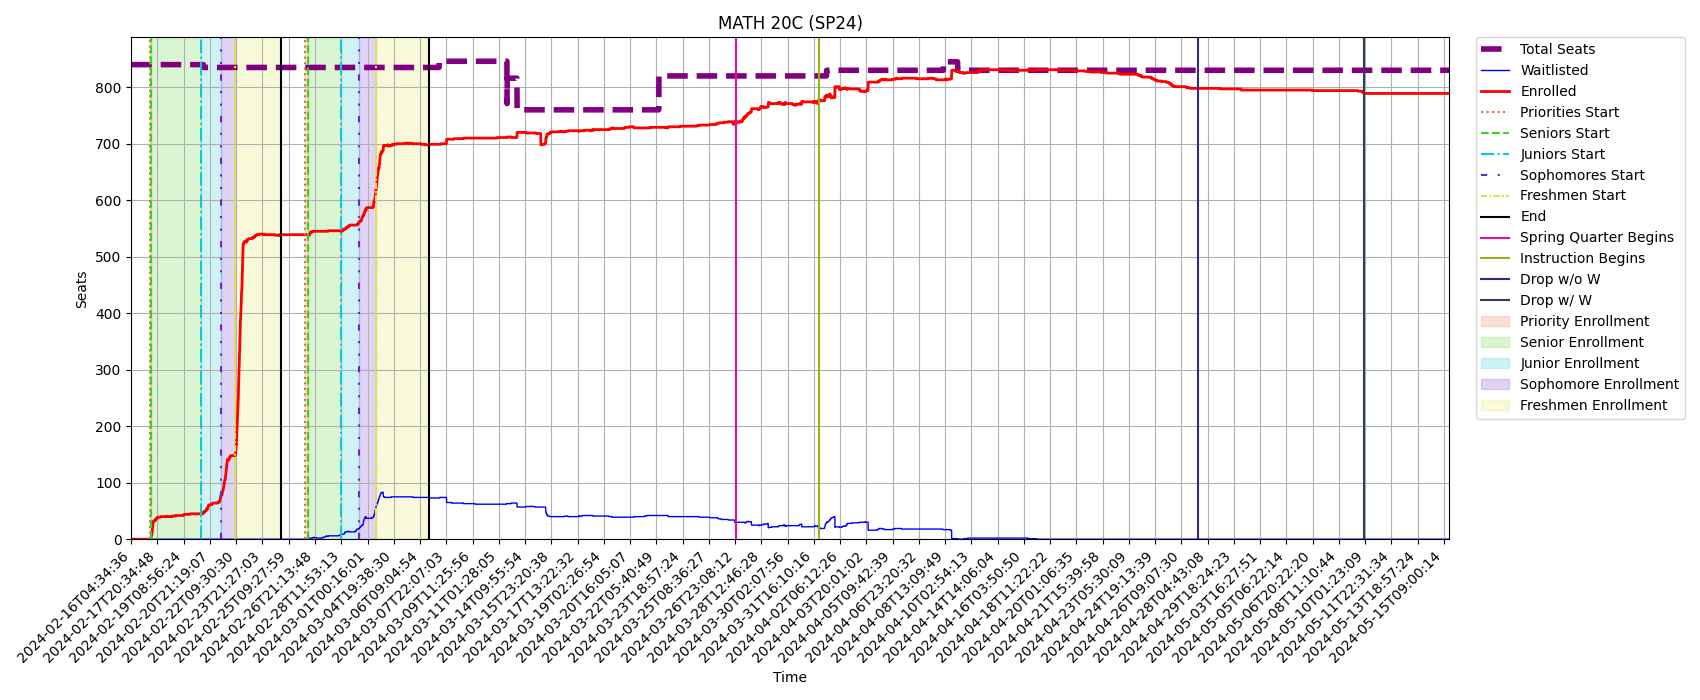 MATH 20C (SP24)
Seats
800
700
600
500
400
300
200
100
0
2024-02-16T04:34:36
2024-02-17T20:34:48
2024-02-19T08:56:24
2024-02-20T21:19:07
2024-02-22T09:30:30
2024-02-23T21:27:03
2024-02-25T09:27:59
2024-02-26T21:13:48
2024-02-28T11:53:13
2024-03-01T00:16:01
2024-03-04T19:38:30
2024-03-06T09:04:54
2024-03-07T22:07:03
2024-03-11T01:25:56
2024-03-12T11:28:05
2024-03-14T09:55:54
2024-03-15T23:20:38
2024-03-17T13:22:32
2024-03-19T02:26:54
2024-03-20T16:05:07
2024-03-22T05:40:49
2024-03-23T18:57:24
2024-03-25T08:36:27
2024-03-26T23:08:12
2024-03-28T12:46:28
2024-03-30T02:07:56
2024-03-31T16:10:16
2024-04-02T06:12:26
2024-04-03T20:01:02
2024-04-05T09:42:39
2024-04-06T23:20:32
2024-04-08T13:09:49
2024-04-10T02:54:13
2024-04-14T14:06:04
2024-04-16T03:50:50
2024-04-18T11:22:22
2024-04-20T01:06:35
2024-04-21T15:39:58
2024-04-23T05:30:09
2024-04-24T19:13:39
2024-04-26T09:07:30
2024-04-28T04:43:08
2024-04-29T18:24:23
2024-05-03T16:27:51
2024-05-05T06:22:14
2024-05-06T20:22:20
2024-05-08T11:10:44
2024-05-10T01:23:09
2024-05-11T22:31:34
2024-05-13T18:57:24
2024-05-15T09:00:14
Time
Total Seats
Waitlisted
Enrolled
Priorities Start
Seniors Start
Juniors Start
Sophomores Start
Freshmen Start
End
Spring Quarter Begins
Instruction Begins
Drop w/o W
Drop w/ W
Priority Enrollment
Senior Enrollment
Junior Enrollment
Sophomore Enrollment
Freshmen Enrollment